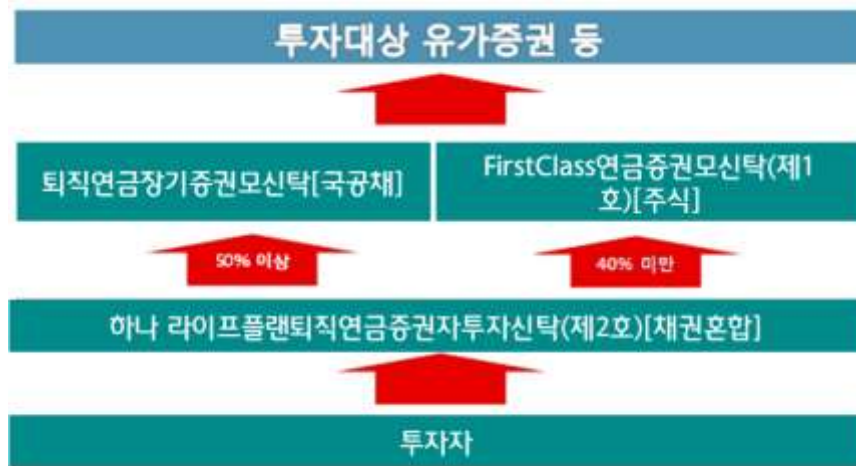 투자대상 유가증권 등
퇴직연금장기증권모신탁[국공채]
FirstClass연금증권모신탁(제1
호)[주식]
50% 이상
40% 미만
하나 라이프플랜퇴직연금증권자투자신탁(제2호)[채권혼합]
투자자